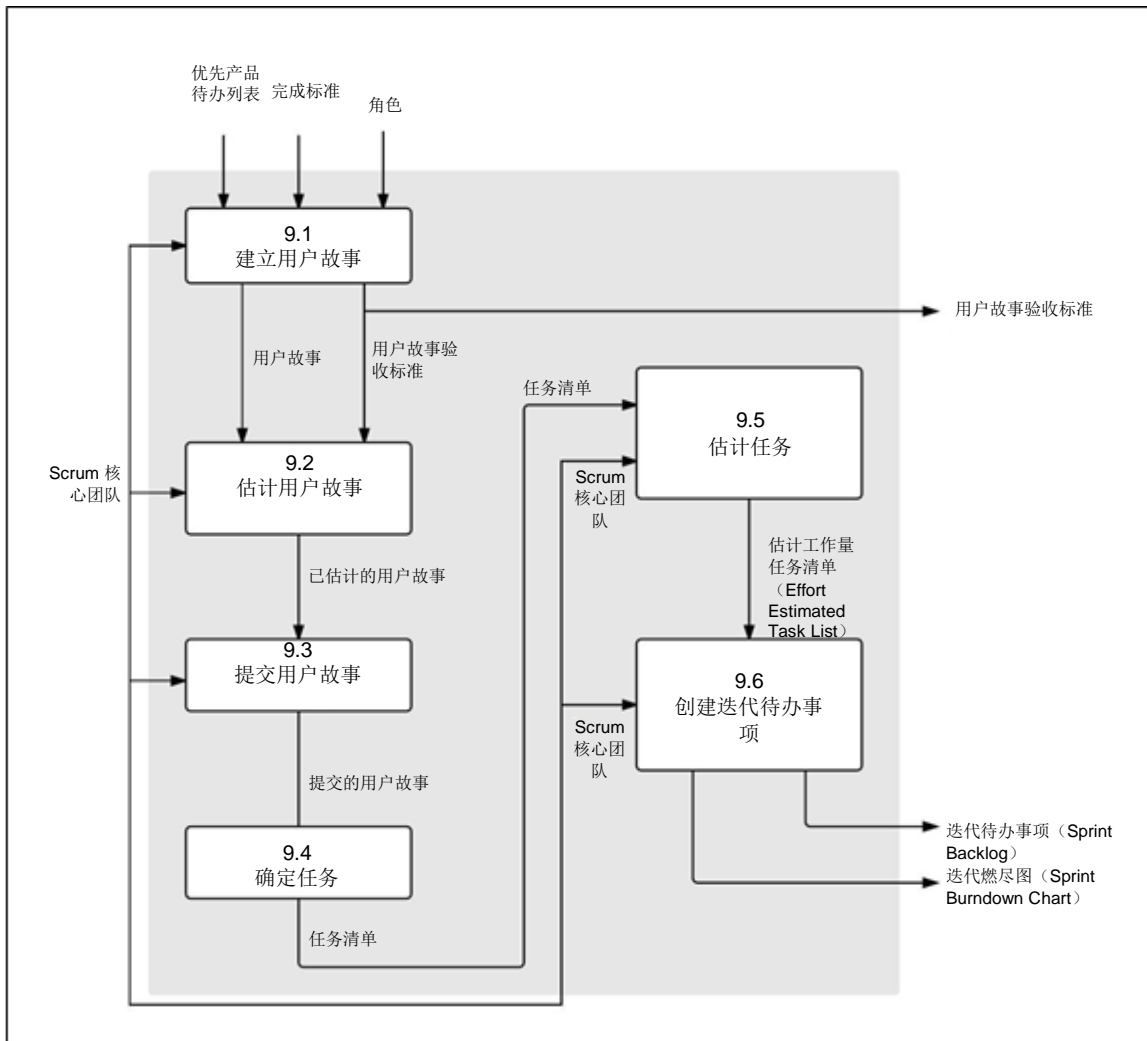 优先产品
待办列表
完成标准
角色
9.1
建立用户故事
用户故事验收标准
用户故事
用户故事验
收标准
任务清单
9.5
估计任务
Scrum 核
心团队
9.2
估计用户故事
Scrum
核心团
队
估计工作量
任务清单
（Effort
Estimated
Task List）
已估计的用户故事
9.3
提交用户故事
9.6
创建迭代待办事
项
Scrum
核心团
队
提交的用户故事
9.4
确定任务
迭代待办事项（Sprint
Backlog）
迭代燃尽图（Sprint
Burndown Chart）
任务清单